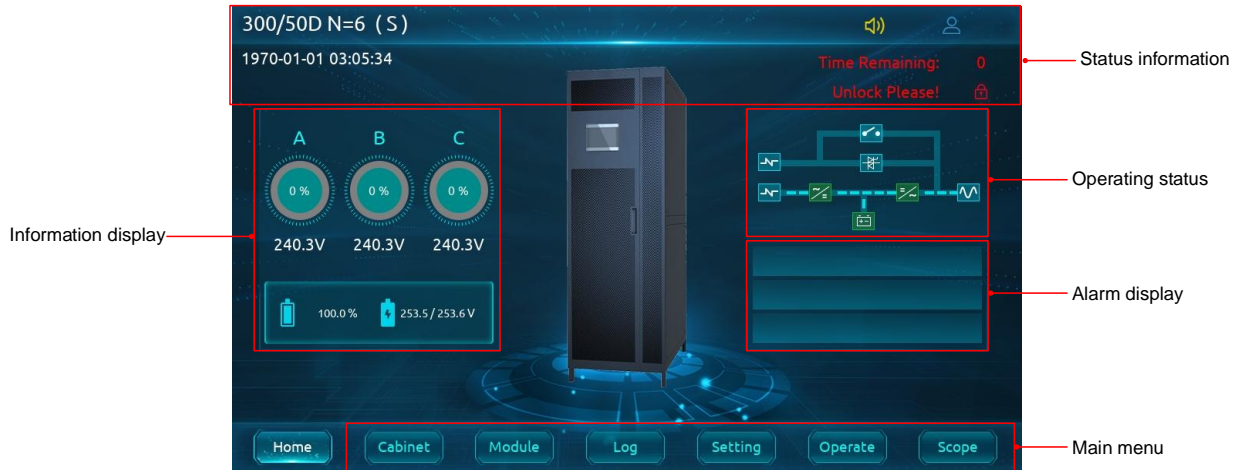 300/50D N=6 ( S )
1970-01-01 03:05:34
Time Remaining: 0
Unlock Please!
Status information
A B C
0 % 0 % 0 %
240.3V 240.3V 240.3V
100.0 % 253.5 / 253.6 V
Information display
Operating status
Alarm display
Home Cabinet Module Log Setting Operate Scope
Main menu